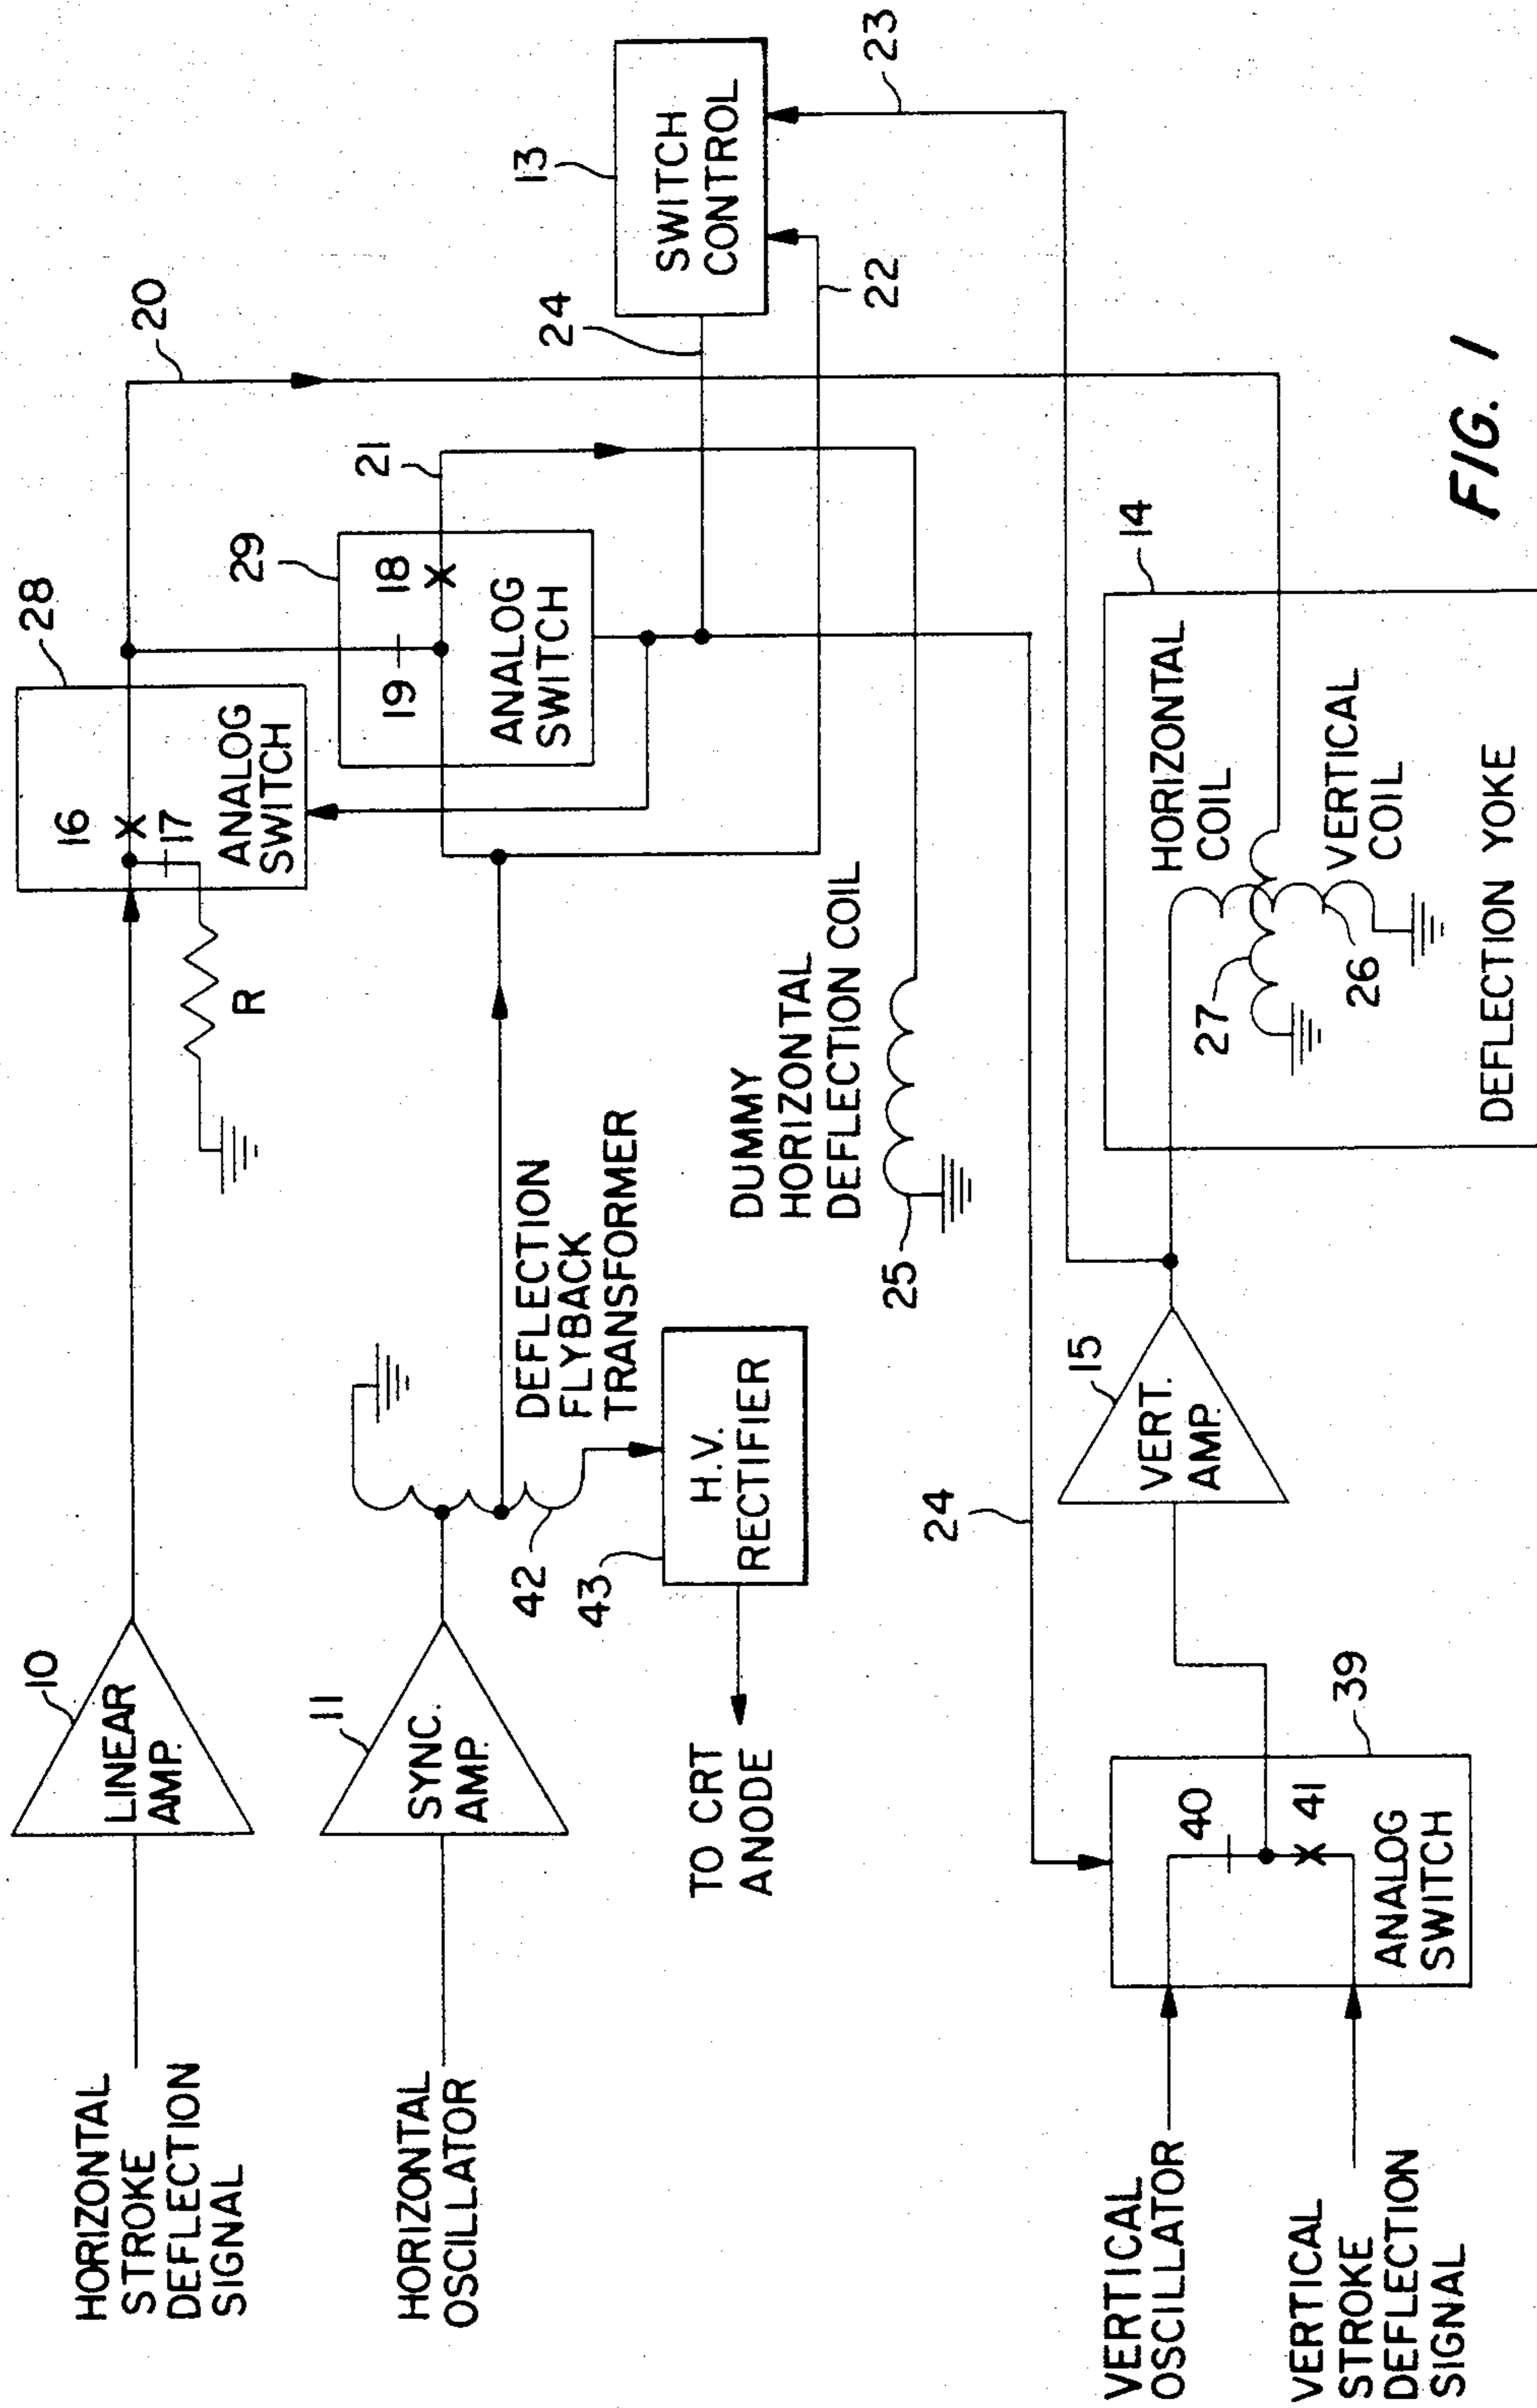 HORIZONTAL
STROKE
DEFLECTION
SIGNAL
10
LINEAR
AMP.
R
16
17
28
ANALOG
SWITCH
20
HORIZONTAL
OSCILLATOR
11
SYNC.
AMP.
42
DEFLECTION
FLYBACK
TRANSFORMER
43
H.V.
RECTIFIER
TO CRT
ANODE
29
18
19
ANALOG
SWITCH
21
24
13
SWITCH
CONTROL
22
23
DUMMY
HORIZONTAL
DEFLECTION COIL
25
24
VERTICAL
OSCILLATOR
VERTICAL
STROKE
DEFLECTION
SIGNAL
40
41
39
ANALOG
SWITCH
15
VERT.
AMP.
14
HORIZONTAL
COIL
27
26
VERTICAL
COIL
DEFLECTION YOKE
FIG. 1